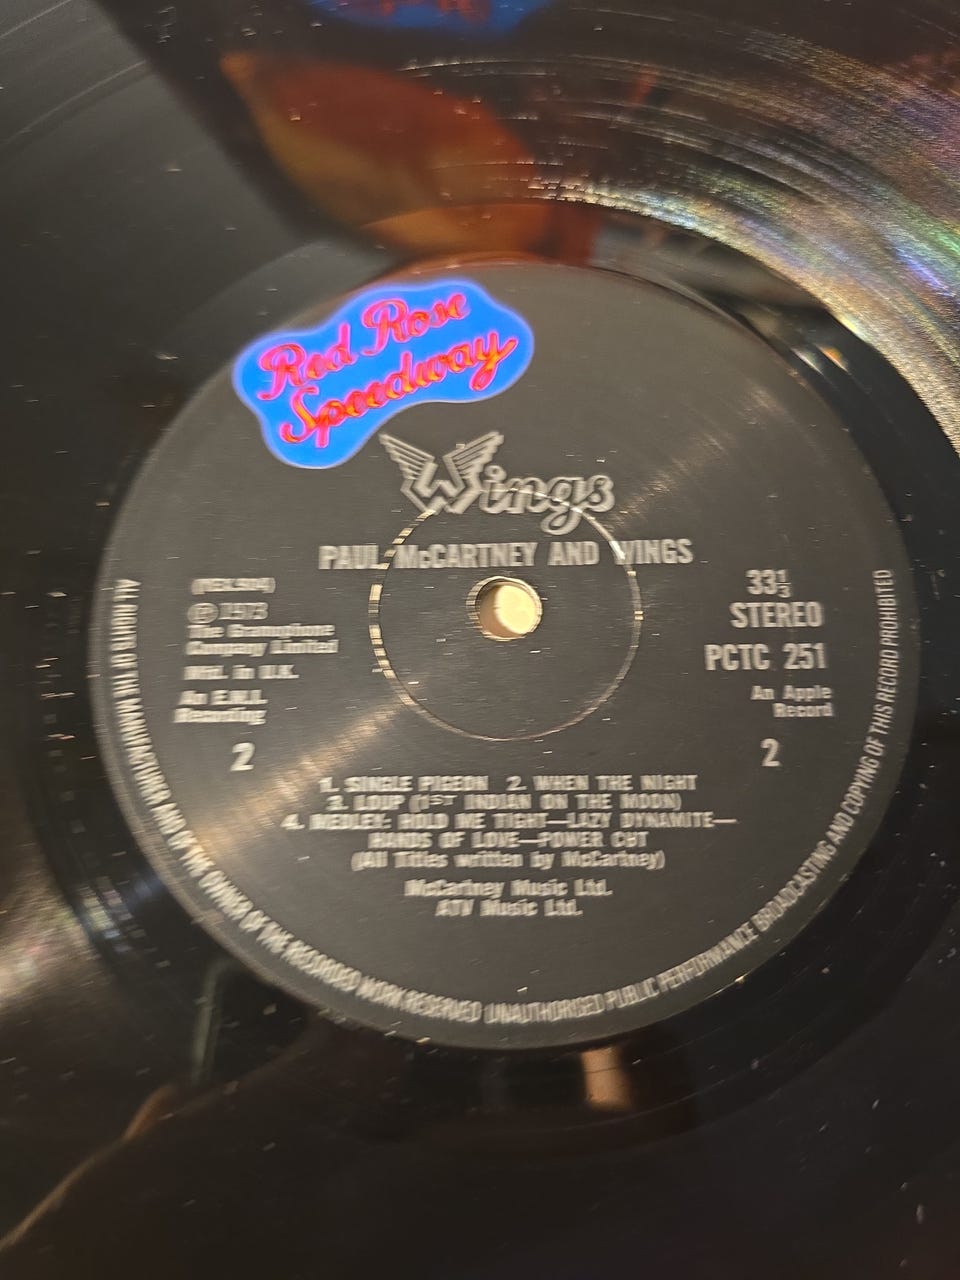 Red Rose
Speedway
Wings
PAUL McCARTNEY AND WINGS
℗ 1973
The Gramophone
Company Limited
Mfd. in U.K.
An E.M.I.
Recording
2
33⅓
STEREO
PCTC 251
An Apple
Record
2
1. SINGLE PIGEON 2. WHEN THE NIGHT
3. LOUP (1ST INDIAN ON THE MOON)
4. MEDLEY: HOLD ME TIGHT—LAZY DYNAMITE—
HANDS OF LOVE—POWER CUT
(All Titles written by McCartney)
McCartney Music Ltd.
ATV Music Ltd.
ALL RIGHTS OF THE MANUFACTURER AND OF THE OWNER OF THE RECORDED WORK RESERVED UNAUTHORISED PUBLIC PERFORMANCE BROADCASTING AND COPYING OF THIS RECORD PROHIBITED